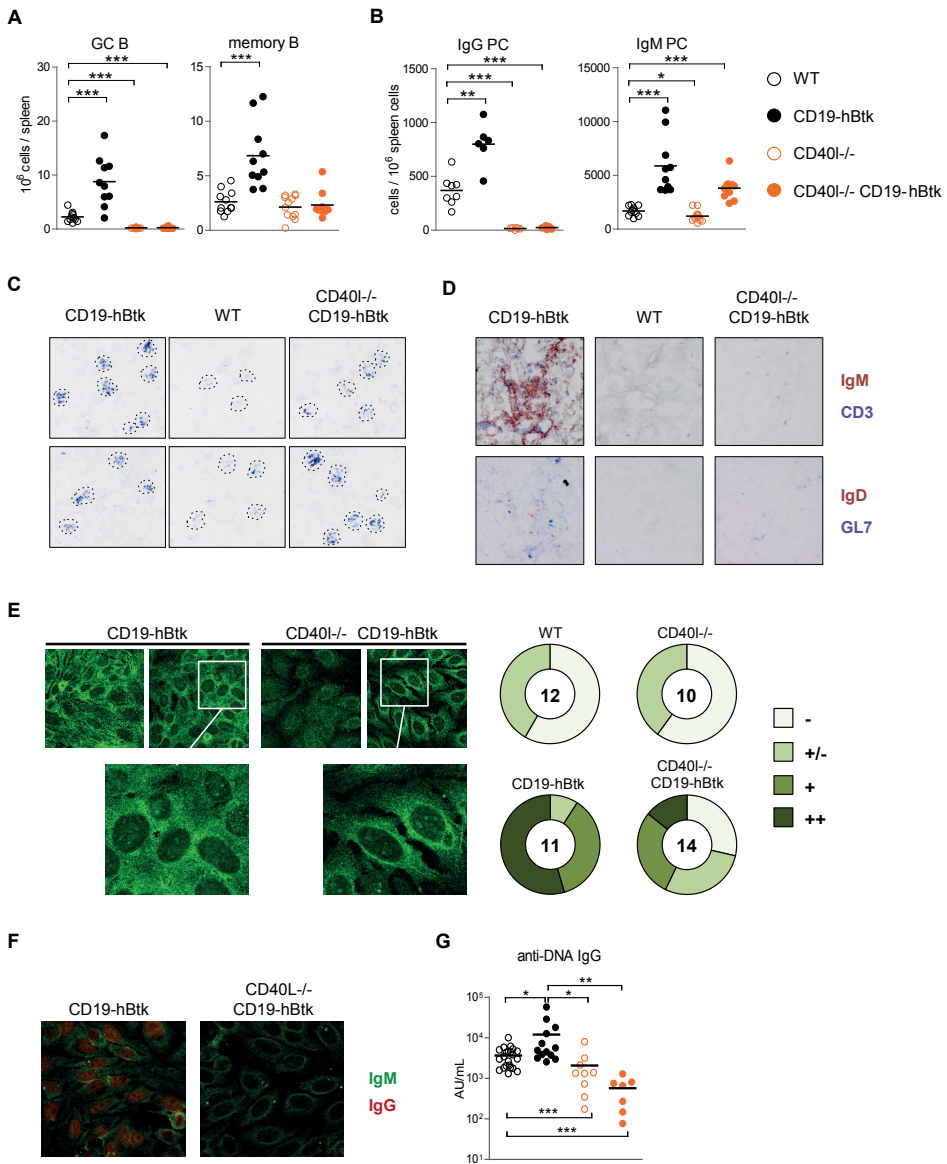 A
GC B
memory B
10⁶ cells / spleen
30
20
10
0
15
10
5
0
***
***
***
***
B
IgG PC
IgM PC
cells / 10⁶ spleen cells
1500
1000
500
0
15000
10000
5000
0
***
***
**
***
*
***
WT
CD19-hBtk
CD40l-/-
CD40l-/- CD19-hBtk
C
CD19-hBtk
WT
CD40l-/-
CD19-hBtk
D
CD19-hBtk
WT
CD40l-/-
CD19-hBtk
IgM
CD3
IgD
GL7
E
CD19-hBtk
CD40l-/- CD19-hBtk
WT
12
CD40l-/-
10
CD19-hBtk
11
CD40l-/-
CD19-hBtk
14
-
+/-
+
++
F
CD19-hBtk
CD40L-/-
CD19-hBtk
IgM
IgG
G
anti-DNA IgG
AU/mL
10⁵
10⁴
10³
10²
10¹
**
*
*
***
***